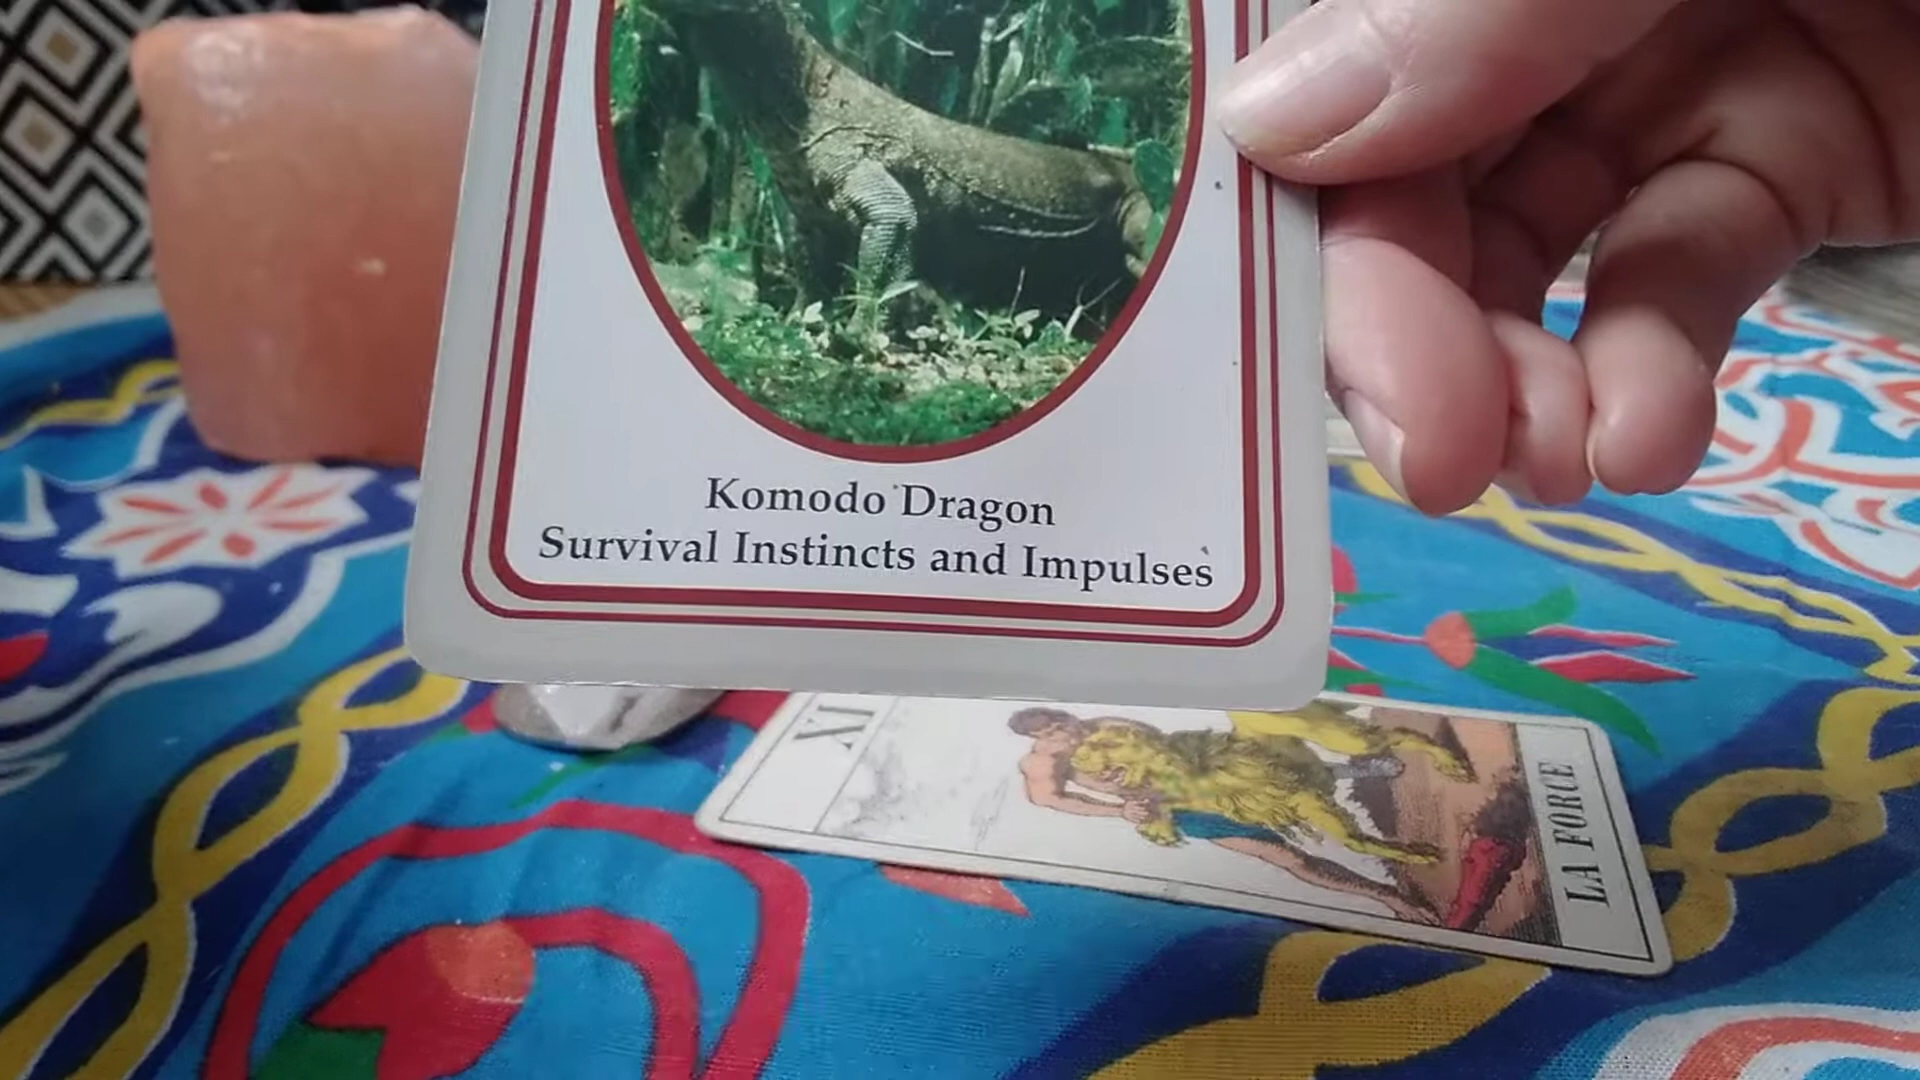 Komodo Dragon
Survival Instincts and Impulses
XI
LA FORCE